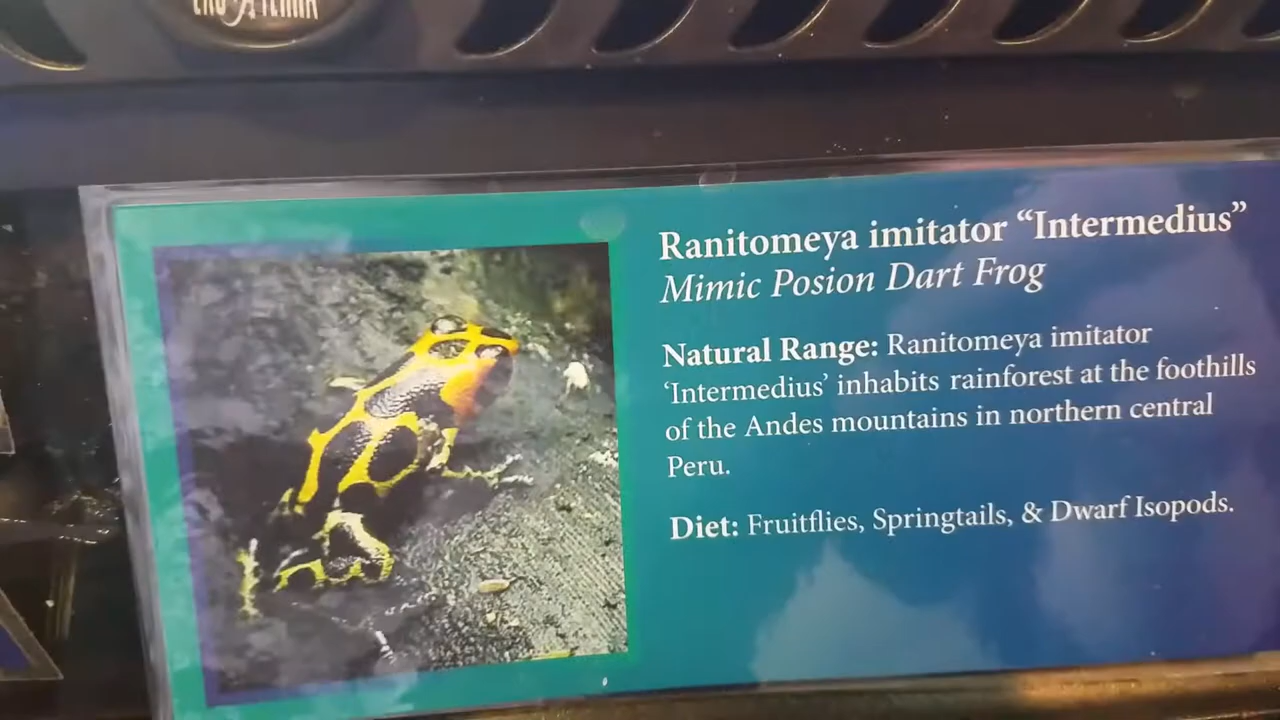 Ranitomeya imitator “Intermedius”
Mimic Posion Dart Frog
Natural Range: Ranitomeya imitator
‘Intermedius’ inhabits rainforest at the foothills
of the Andes mountains in northern central
Peru.
Diet: Fruitflies, Springtails, & Dwarf Isopods.